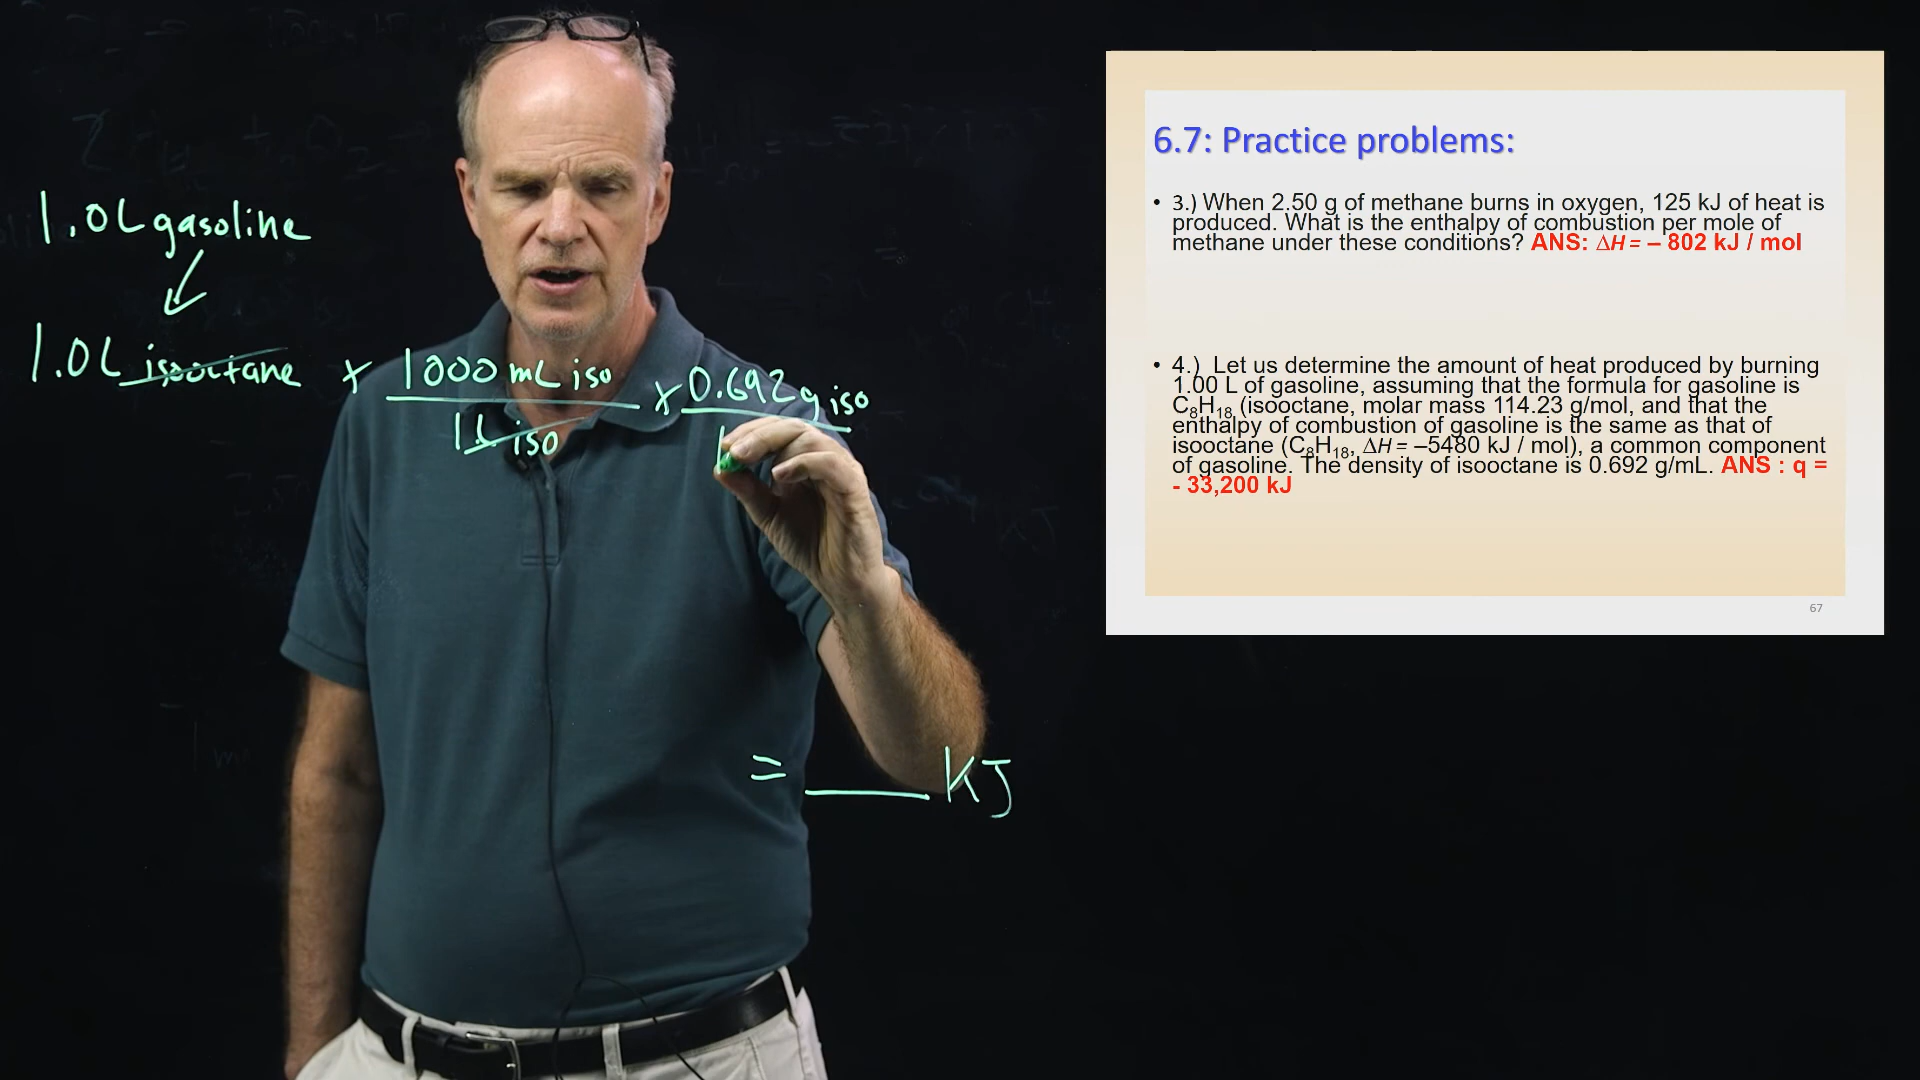 1.0L gasoline
1.0L isooctane x 1000 mL iso x 0.692 g iso
1 L iso 1
= ____ KJ
6.7: Practice problems:
• 3.) When 2.50 g of methane burns in oxygen, 125 kJ of heat is
produced. What is the enthalpy of combustion per mole of
methane under these conditions? ANS: ΔH = – 802 kJ / mol
• 4.) Let us determine the amount of heat produced by burning
1.00 L of gasoline, assuming that the formula for gasoline is
C₈H₁₈ (isooctane, molar mass 114.23 g/mol, and that the
enthalpy of combustion of gasoline is the same as that of
isooctane (C₈H₁₈, ΔH = –5480 kJ / mol), a common component
of gasoline. The density of isooctane is 0.692 g/mL. ANS : q =
- 33,200 kJ
67